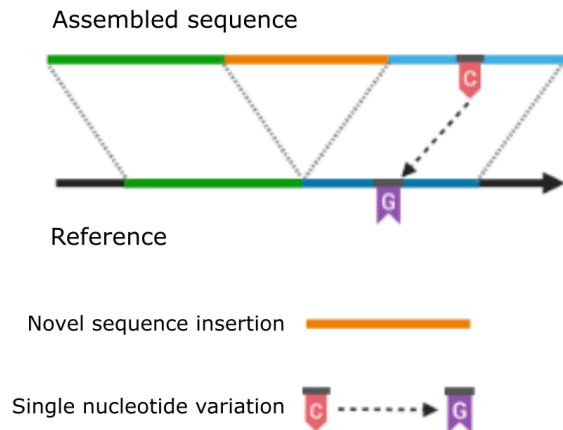 Assembled sequence
C
G
Reference
Novel sequence insertion
Single nucleotide variation C G